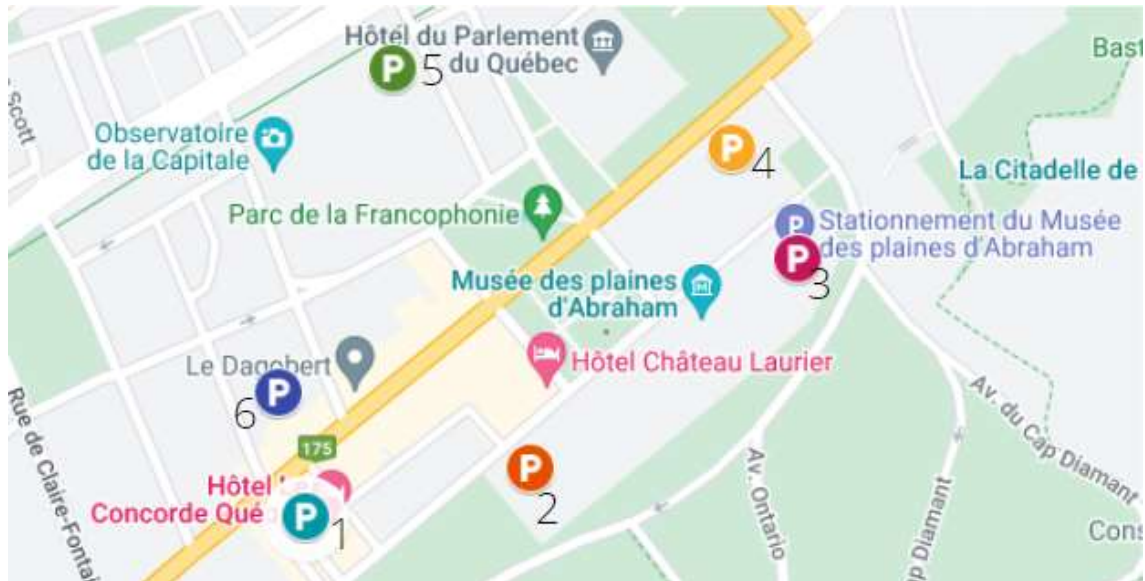 Hôtel du Parlement
du Québec
5
Bast
Scott
Observatoire
de la Capitale
4
La Citadelle de
Parc de la Francophonie
P
Stationnement du Musée
des plaines d'Abraham
P
3
Musée des plaines
d'Abraham
Hôtel Château Laurier
Le Dagobert
P
6
175
Rue de Claire-Fontai
Av. du Cap Diamant
Av. Ontario
p Diamant
Cons
P
2
Hôtel Le
Concorde Qué
P
1
P
P